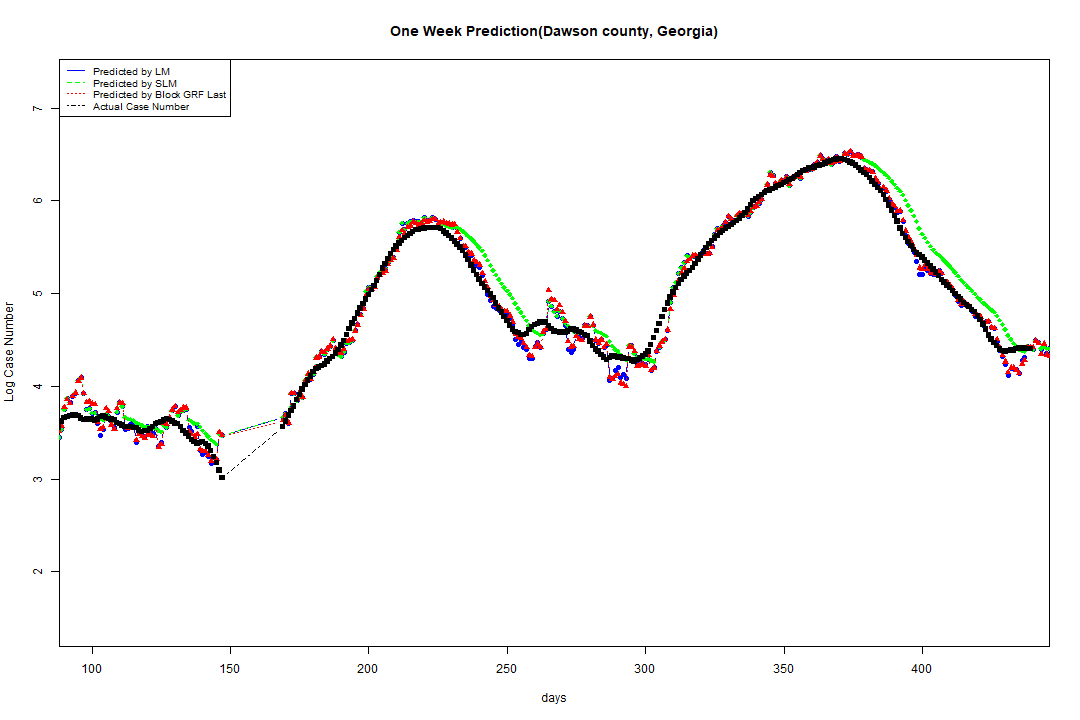 One Week Prediction(Dawson county, Georgia)
Predicted by LM
Predicted by SLM
Predicted by Block GRF Last
Actual Case Number
7
6
5
4
3
2
Log Case Number
100 150 200 250 300 350 400
days